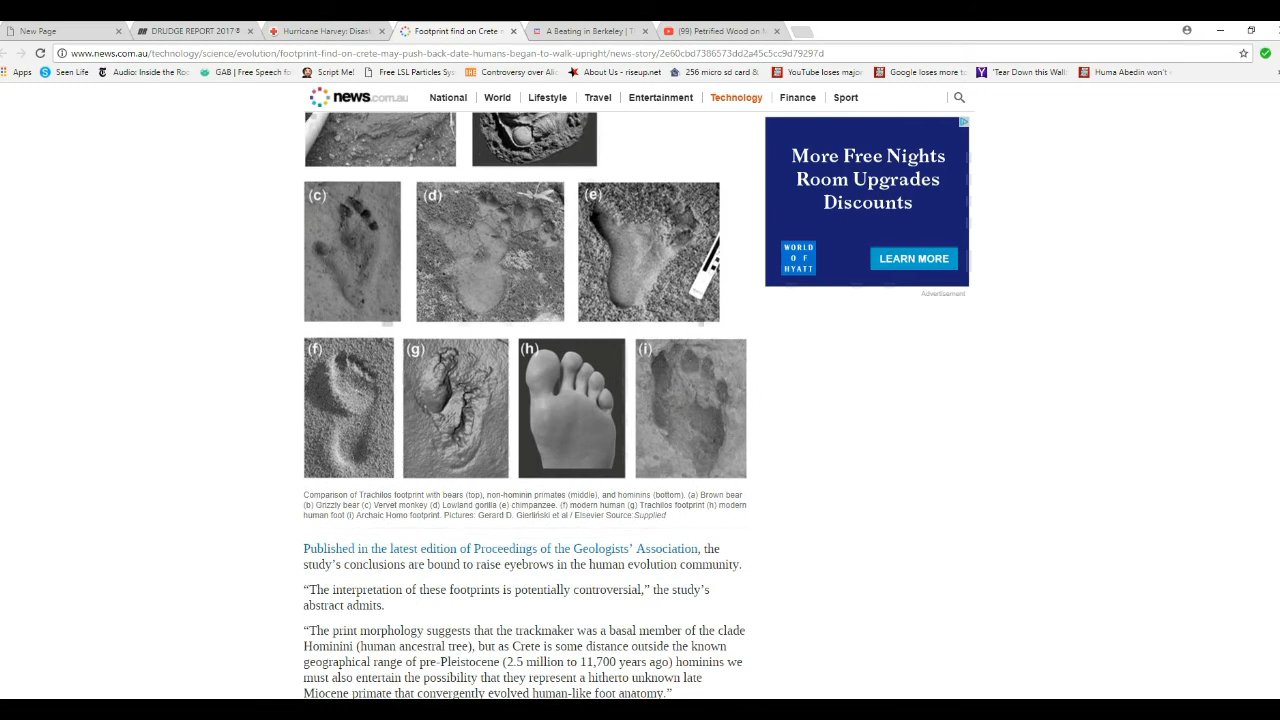 New Page
DRUDGE REPORT 2017®
Hurricane Harvey: Disast
Footprint find on Crete
A Beating in Berkeley | T
(99) Petrified Wood on
www.news.com.au/technology/science/evolution/footprint-find-on-crete-may-push-back-date-humans-began-to-walk-upright/news-story/2e60cbd7386573dd2a45c5cc9d79297d
Apps
Seen Life
Audio: Inside the Ro
GAB | Free Speech fo
Script Me!
Free LSL Particles Sy
Controversy over Ali
About Us - riseup.net
256 micro sd card &
YouTube loses major
Google loses more t
'Tear Down this Wall
Huma Abedin won't
news.com.au
National
World
Lifestyle
Travel
Entertainment
Technology
Finance
Sport
(c)
(d)
(e)
More Free Nights
Room Upgrades
Discounts
WORLD
OF
HYATT
LEARN MORE
Advertisement
(f)
(g)
(h)
(i)
Comparison of Trachilos footprint with bears (top), non-hominin primates (middle), and hominins (bottom). (a) Brown bear
(b) Grizzly bear (c) Vervet monkey (d) Lowland gorilla (e) chimpanzee. (f) modern human (g) Trachilos footprint (h) modern
human foot (i) Archaic Homo footprint. Pictures: Gerard D. Gierliński et al / Elsevier Source:Supplied
Published in the latest edition of Proceedings of the Geologists’ Association, the
study’s conclusions are bound to raise eyebrows in the human evolution community.
“The interpretation of these footprints is potentially controversial,” the study’s
abstract admits.
“The print morphology suggests that the trackmaker was a basal member of the clade
Hominini (human ancestral tree), but as Crete is some distance outside the known
geographical range of pre-Pleistocene (2.5 million to 11,700 years ago) hominins we
must also entertain the possibility that they represent a hitherto unknown late
Miocene primate that convergently evolved human-like foot anatomy.”